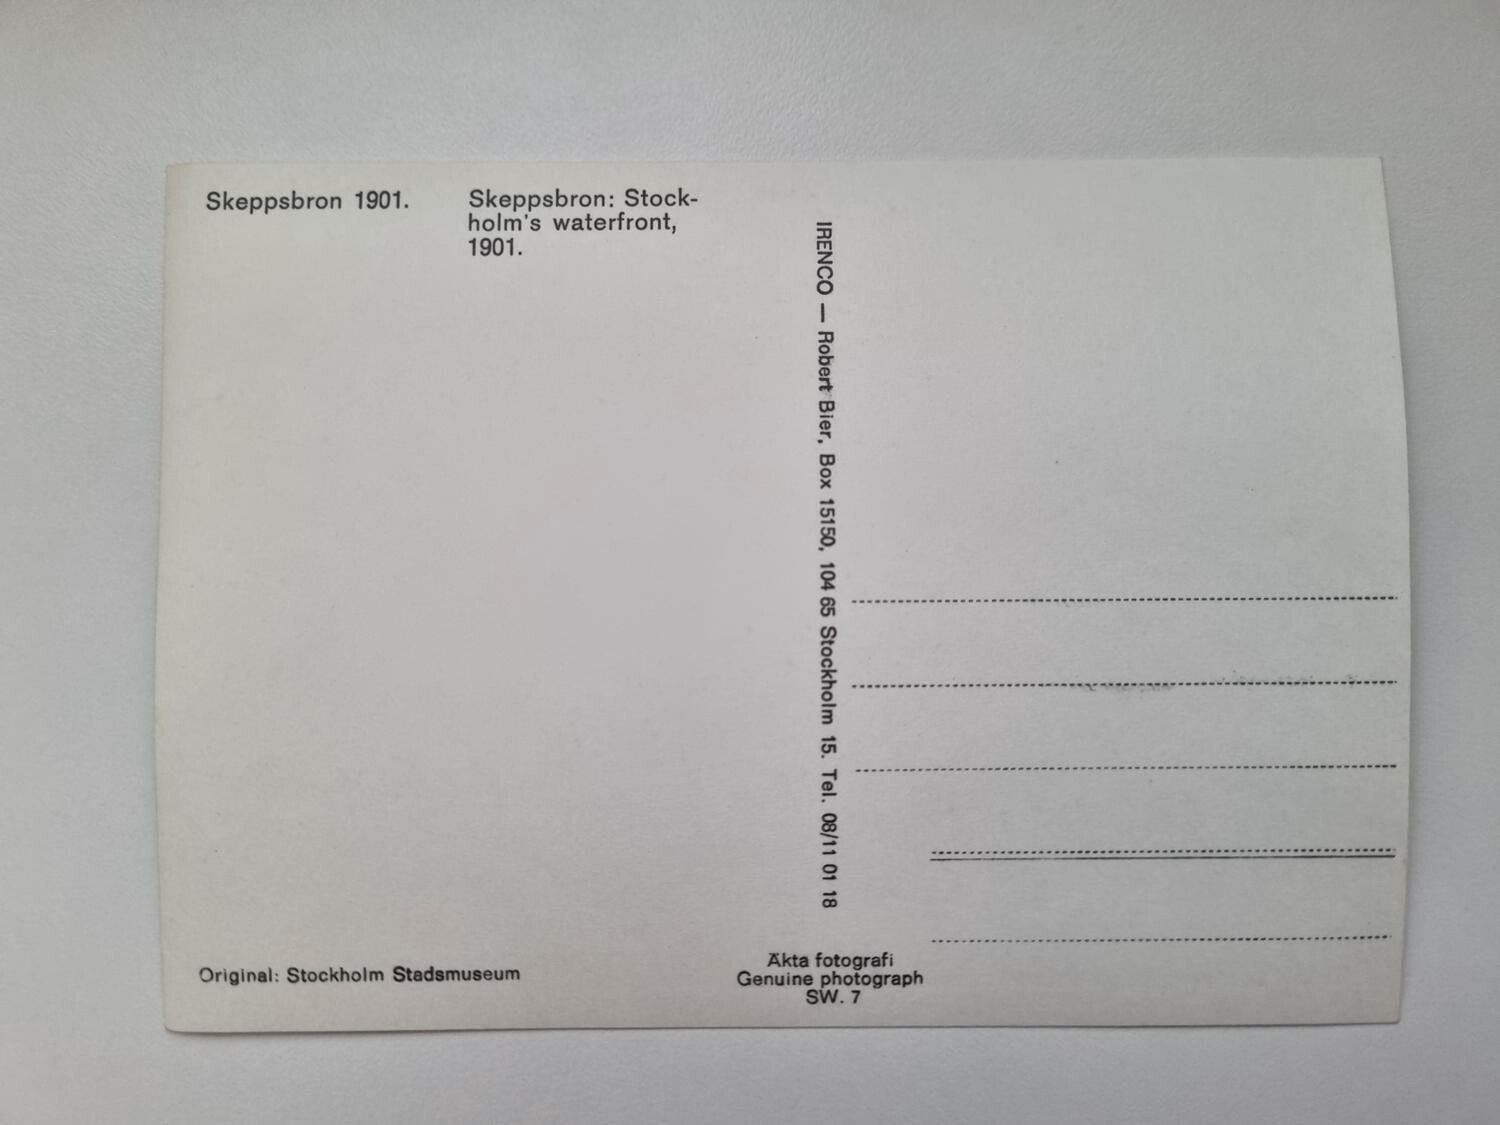 Skeppsbron 1901.
Skeppsbron: Stock-
holm's waterfront,
1901.
IRENCO — Robert Bier, Box 15150, 104 65 Stockholm 15. Tel. 08/11 01 18
Original: Stockholm Stadsmuseum
Äkta fotografi
Genuine photograph
SW. 7